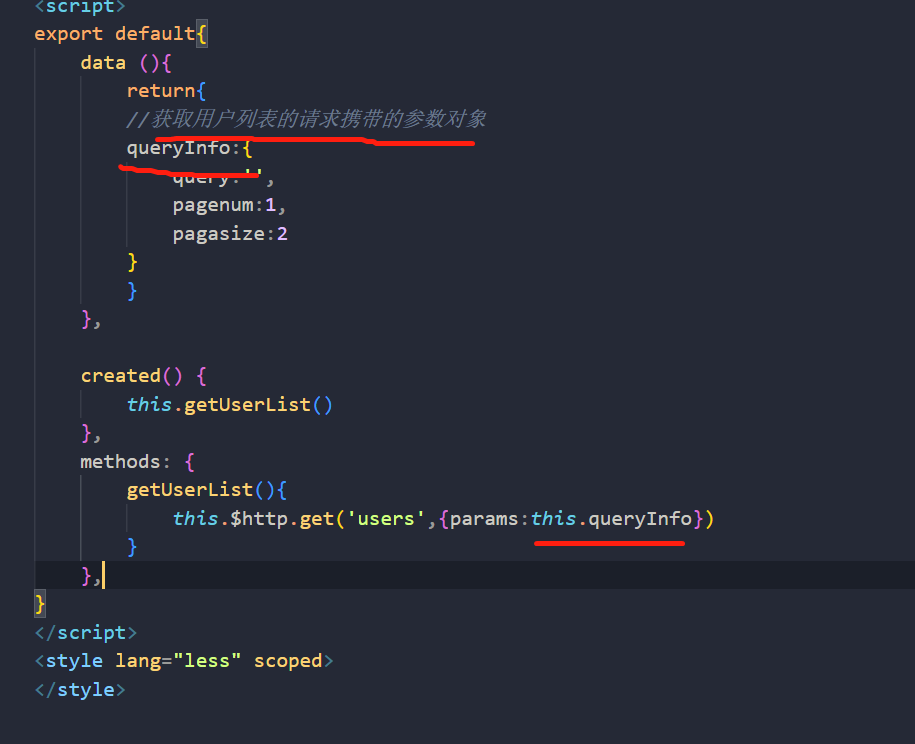 <script>
export default{
data (){
return{
//获取用户列表的请求携带的参数对象
queryInfo:{
query:'',
pagenum:1,
pagasize:2
}
}
},
created() {
this.getUserList()
},
methods: {
getUserList(){
this.$http.get('users',{params:this.queryInfo})
}
},
}
</script>
<style lang="less" scoped>
</style>